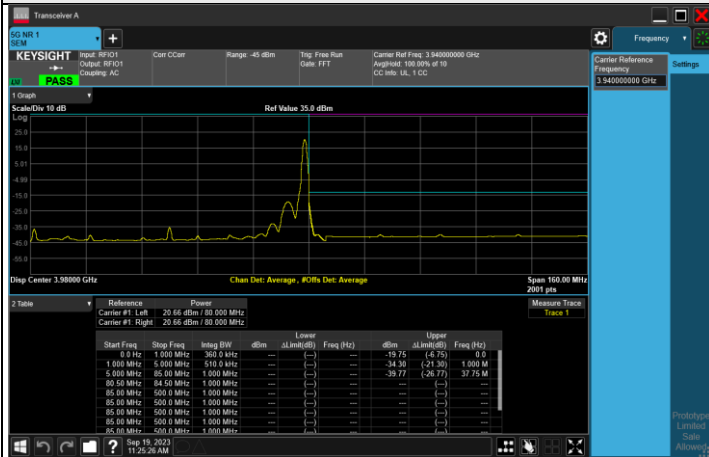 Transceiver A
5G NR 1
SEM
Frequency
KEYSIGHT Input: RFIO1 Corr CCorr Range: -45 dBm Trig: Free Run Carrier Ref Freq: 3.940000000 GHz
Output: RFIO1 Gate: FFT Avg|Hold: 100.00% of 10
Coupling: AC CC Info: UL, 1 CC
PASS
Carrier Reference
Frequency
3.940000000 GHz
Settings
1 Graph
Scale/Div 10 dB Ref Value 35.0 dBm
Log
25.0
15.0
5.01
-4.99
-15.0
-25.0
-35.0
-45.0
-55.0
Disp Center 3.98000 GHz Chan Det: Average, #Offs Det: Average Span 160.00 MHz
2001 pts
2 Table Reference Power Measure Trace
Carrier #1: Left 20.66 dBm / 80.000 MHz Trace 1
Carrier #1: Right 20.66 dBm / 80.000 MHz
Lower Upper
Start Freq Stop Freq Integ BW dBm ΔLimit(dB) Freq (Hz) dBm ΔLimit(dB) Freq (Hz)
0.0 Hz 1.000 MHz 360.0 kHz --- (---) --- -19.75 (-6.75) 0.0
1.000 MHz 5.000 MHz 510.0 kHz --- (---) --- -34.30 (-21.30) 1.000 M
5.000 MHz 85.00 MHz 1.000 MHz --- (---) --- -39.77 (-26.77) 37.75 M
80.50 MHz 84.50 MHz 1.000 MHz --- (---) --- --- (---) ---
85.00 MHz 500.0 MHz 1.000 MHz --- (---) --- --- (---) ---
85.00 MHz 500.0 MHz 1.000 MHz --- (---) --- --- (---) ---
85.00 MHz 500.0 MHz 1.000 MHz --- (---) --- --- (---) ---
85.00 MHz 500.0 MHz 1.000 MHz --- (---) --- --- (---) ---
Prototype
Limited
Sale
Allowed
Sep 19, 2023
11:25:26 AM